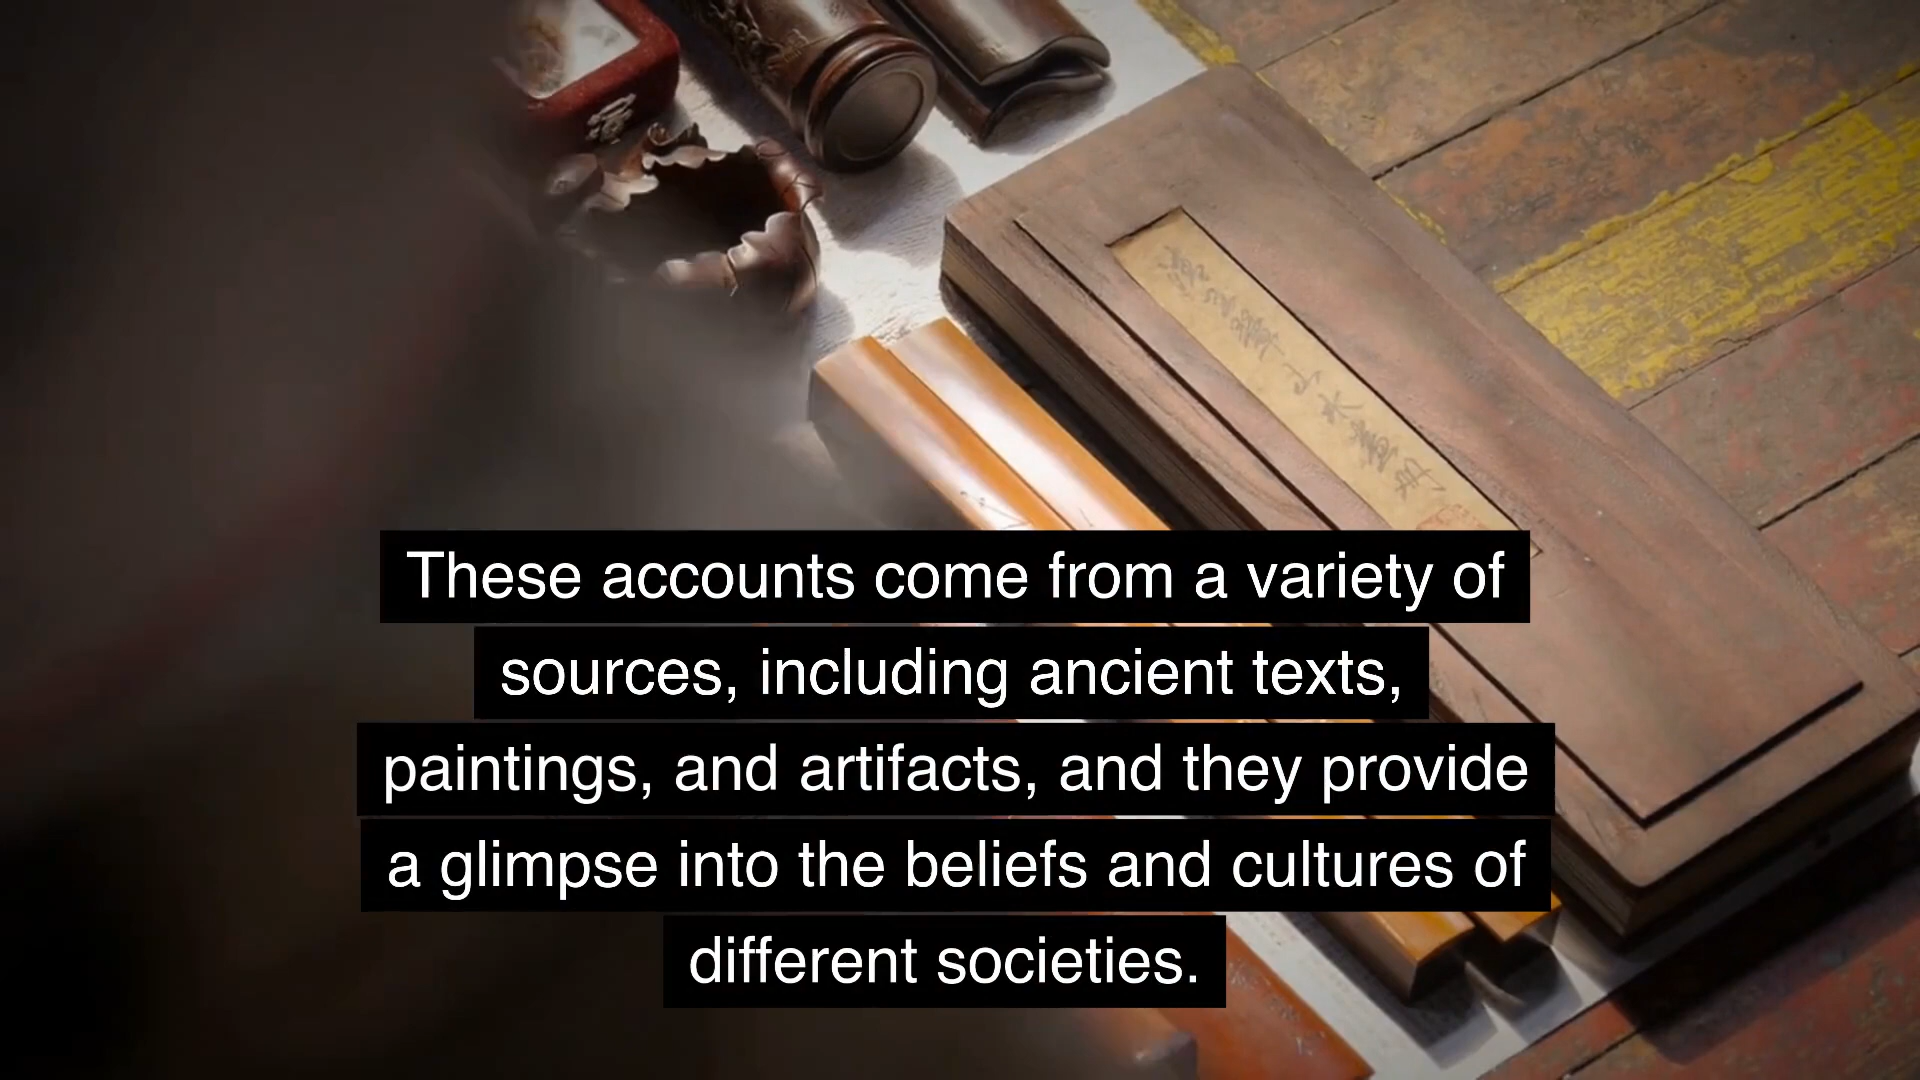 These accounts come from a variety of
sources, including ancient texts,
paintings, and artifacts, and they provide
a glimpse into the beliefs and cultures of
different societies.